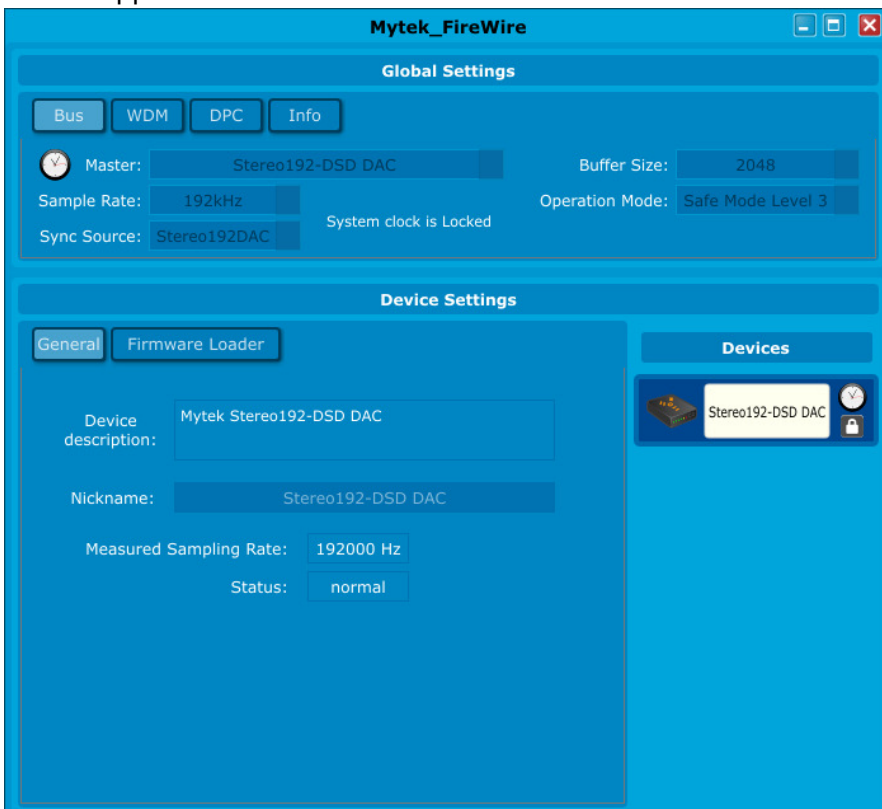 Mytek_FireWire
Global Settings
Bus WDM DPC Info
Master: Stereo192-DSD DAC Buffer Size: 2048
Sample Rate: 192kHz Operation Mode: Safe Mode Level 3
System clock is Locked
Sync Source: Stereo192DAC
Device Settings
General Firmware Loader
Devices
Stereo192-DSD DAC
Device
description:
Mytek Stereo192-DSD DAC
Nickname: Stereo192-DSD DAC
Measured Sampling Rate: 192000 Hz
Status: normal